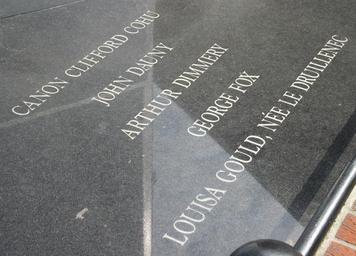 CANON CLIFFORD COHU
JOHN DAUNY
ARTHUR DIMMERY
GEORGE FOX
LOUISA GOULD, NÉE LE DRUILLENEC